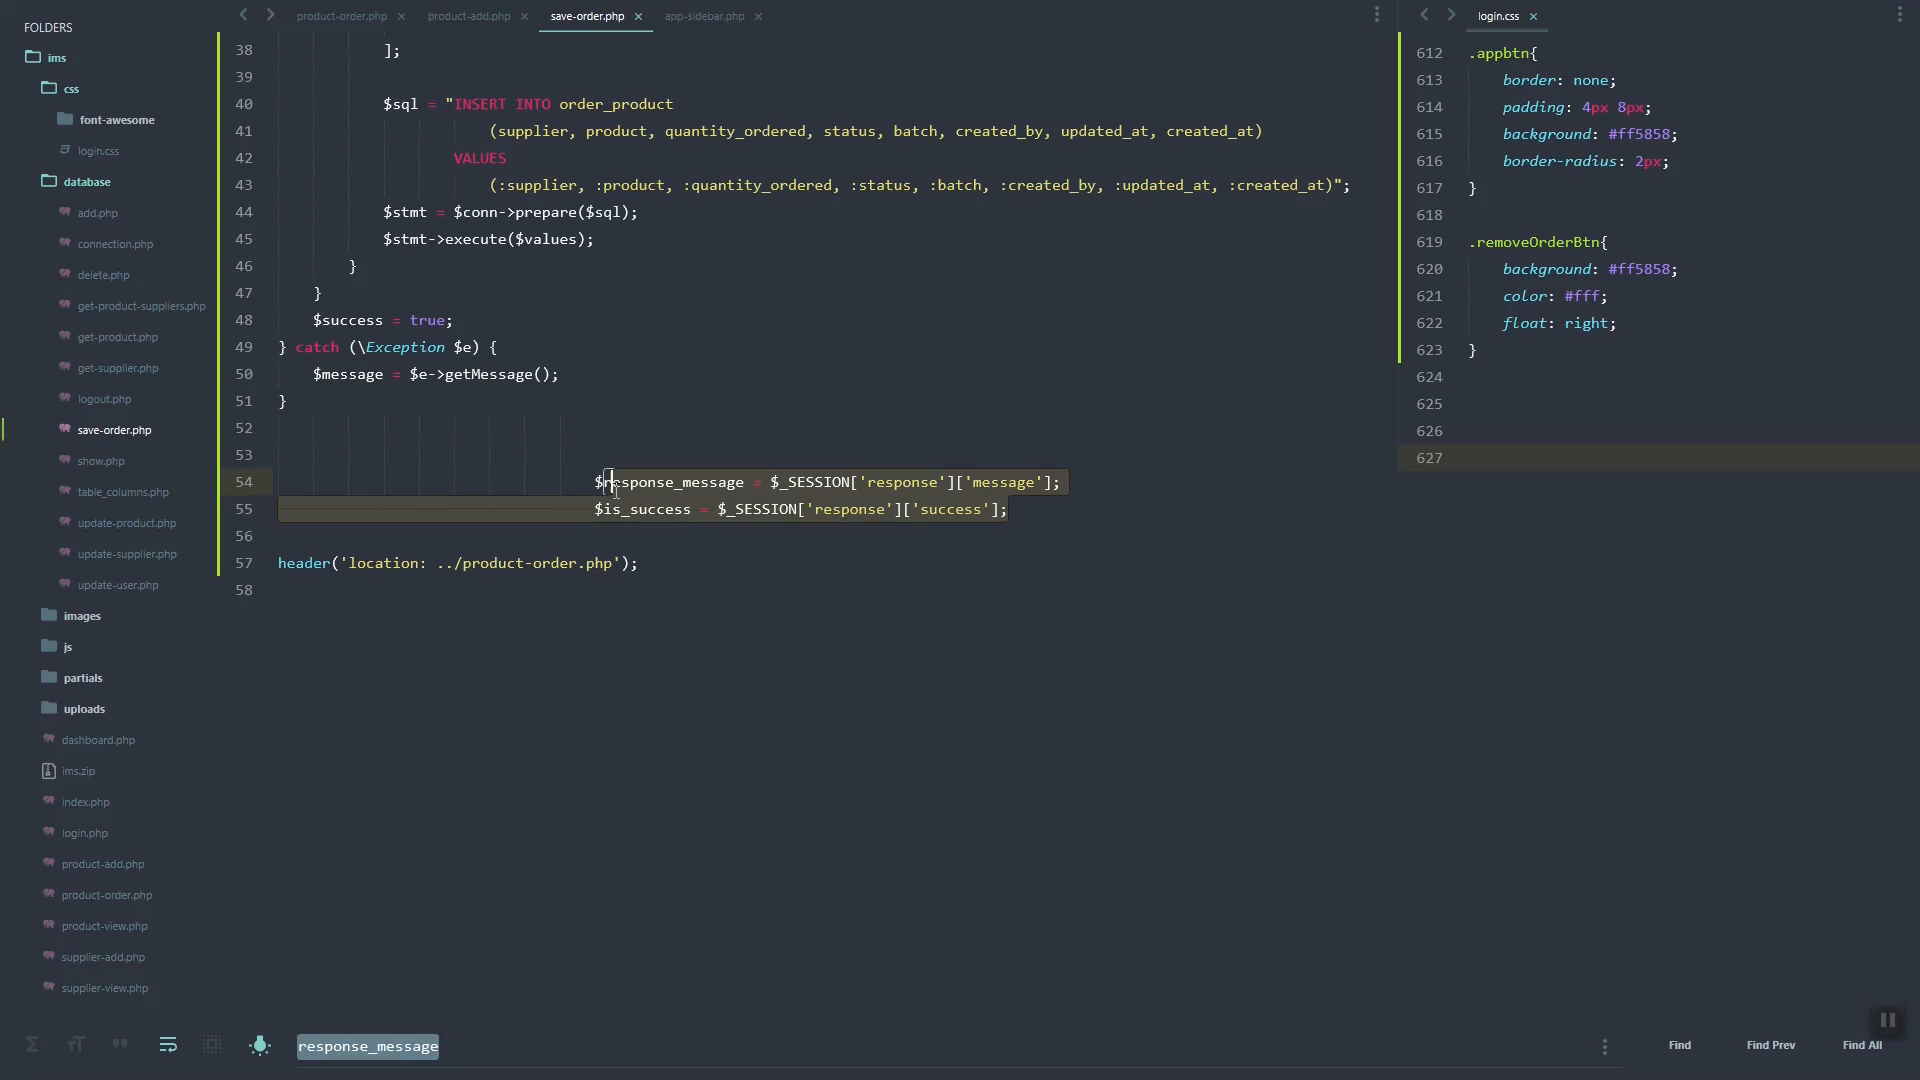 FOLDERS
ims
css
font-awesome
login.css
database
add.php
connection.php
delete.php
get-product-suppliers.php
get-product.php
get-supplier.php
logout.php
save-order.php
show.php
table_columns.php
update-product.php
update-supplier.php
update-user.php
images
js
partials
uploads
dashboard.php
ims.zip
index.php
login.php
product-add.php
product-order.php
product-view.php
supplier-add.php
supplier-view.php
product-order.php product-add.php save-order.php app-sidebar.php
38 ];
39
40 $sql = "INSERT INTO order_product
41 (supplier, product, quantity_ordered, status, batch, created_by, updated_at, created_at)
42 VALUES
43 (:supplier, :product, :quantity_ordered, :status, :batch, :created_by, :updated_at, :created_at)";
44 $stmt = $conn->prepare($sql);
45 $stmt->execute($values);
46 }
47 }
48 $success = true;
49 } catch (\Exception $e) {
50 $message = $e->getMessage();
51 }
52
53
54 $response_message = $_SESSION['response']['message'];
55 $is_success = $_SESSION['response']['success'];
56
57 header('location: ../product-order.php');
58
login.css
612 .appbtn{
613 border: none;
614 padding: 4px 8px;
615 background: #ff5858;
616 border-radius: 2px;
617 }
618
619 .removeOrderBtn{
620 background: #ff5858;
621 color: #fff;
622 float: right;
623 }
624
625
626
627
response_message
Find Find Prev Find All